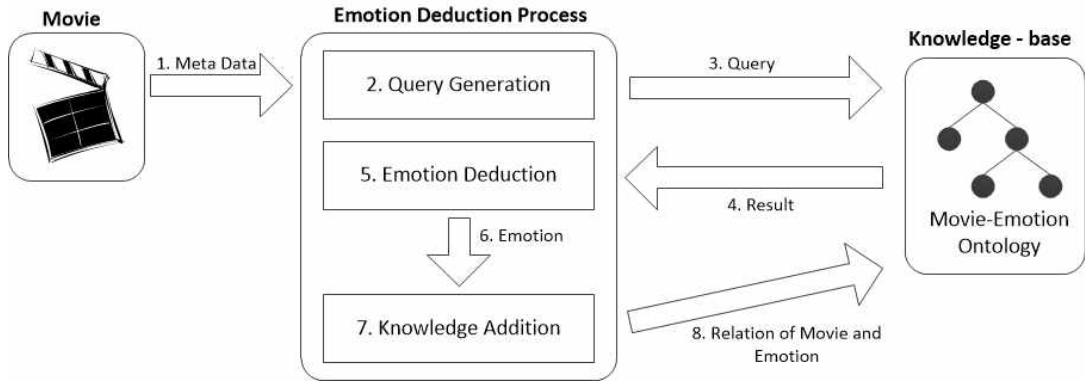 Movie
Emotion Deduction Process
Knowledge - base
1. Meta Data
2. Query Generation
3. Query
5. Emotion Deduction
4. Result
6. Emotion
Movie-Emotion
Ontology
7. Knowledge Addition
8. Relation of Movie and
Emotion